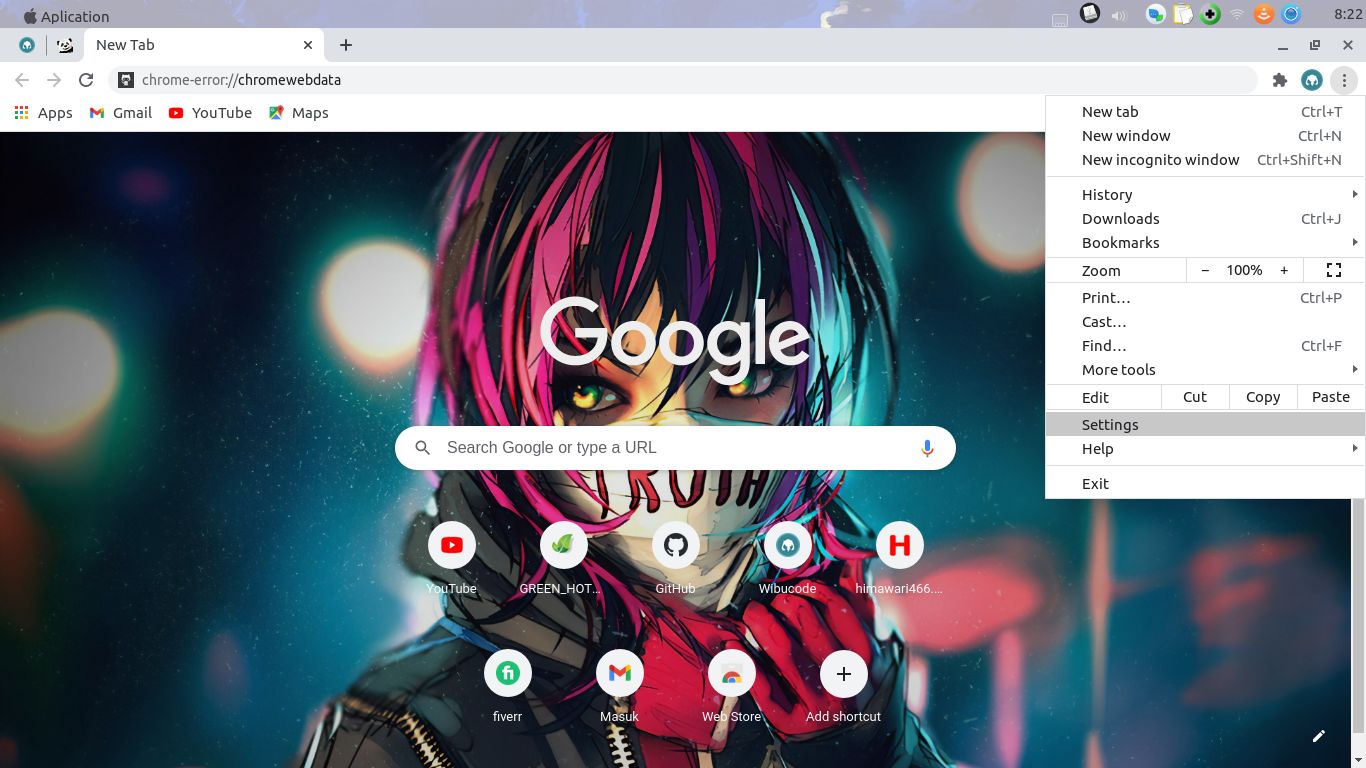 Aplication
8:22
New Tab
chrome-error://chromewebdata
Apps Gmail YouTube Maps
New tab Ctrl+T
New window Ctrl+N
New incognito window Ctrl+Shift+N
History
Downloads Ctrl+J
Bookmarks
Zoom − 100% +
Print... Ctrl+P
Cast...
Find... Ctrl+F
More tools
Edit Cut Copy Paste
Settings
Help
Exit
Google
Search Google or type a URL
TRUTH
YouTube GREEN_HOT... GitHub Wibucode himawari466....
fiverr Masuk Web Store Add shortcut